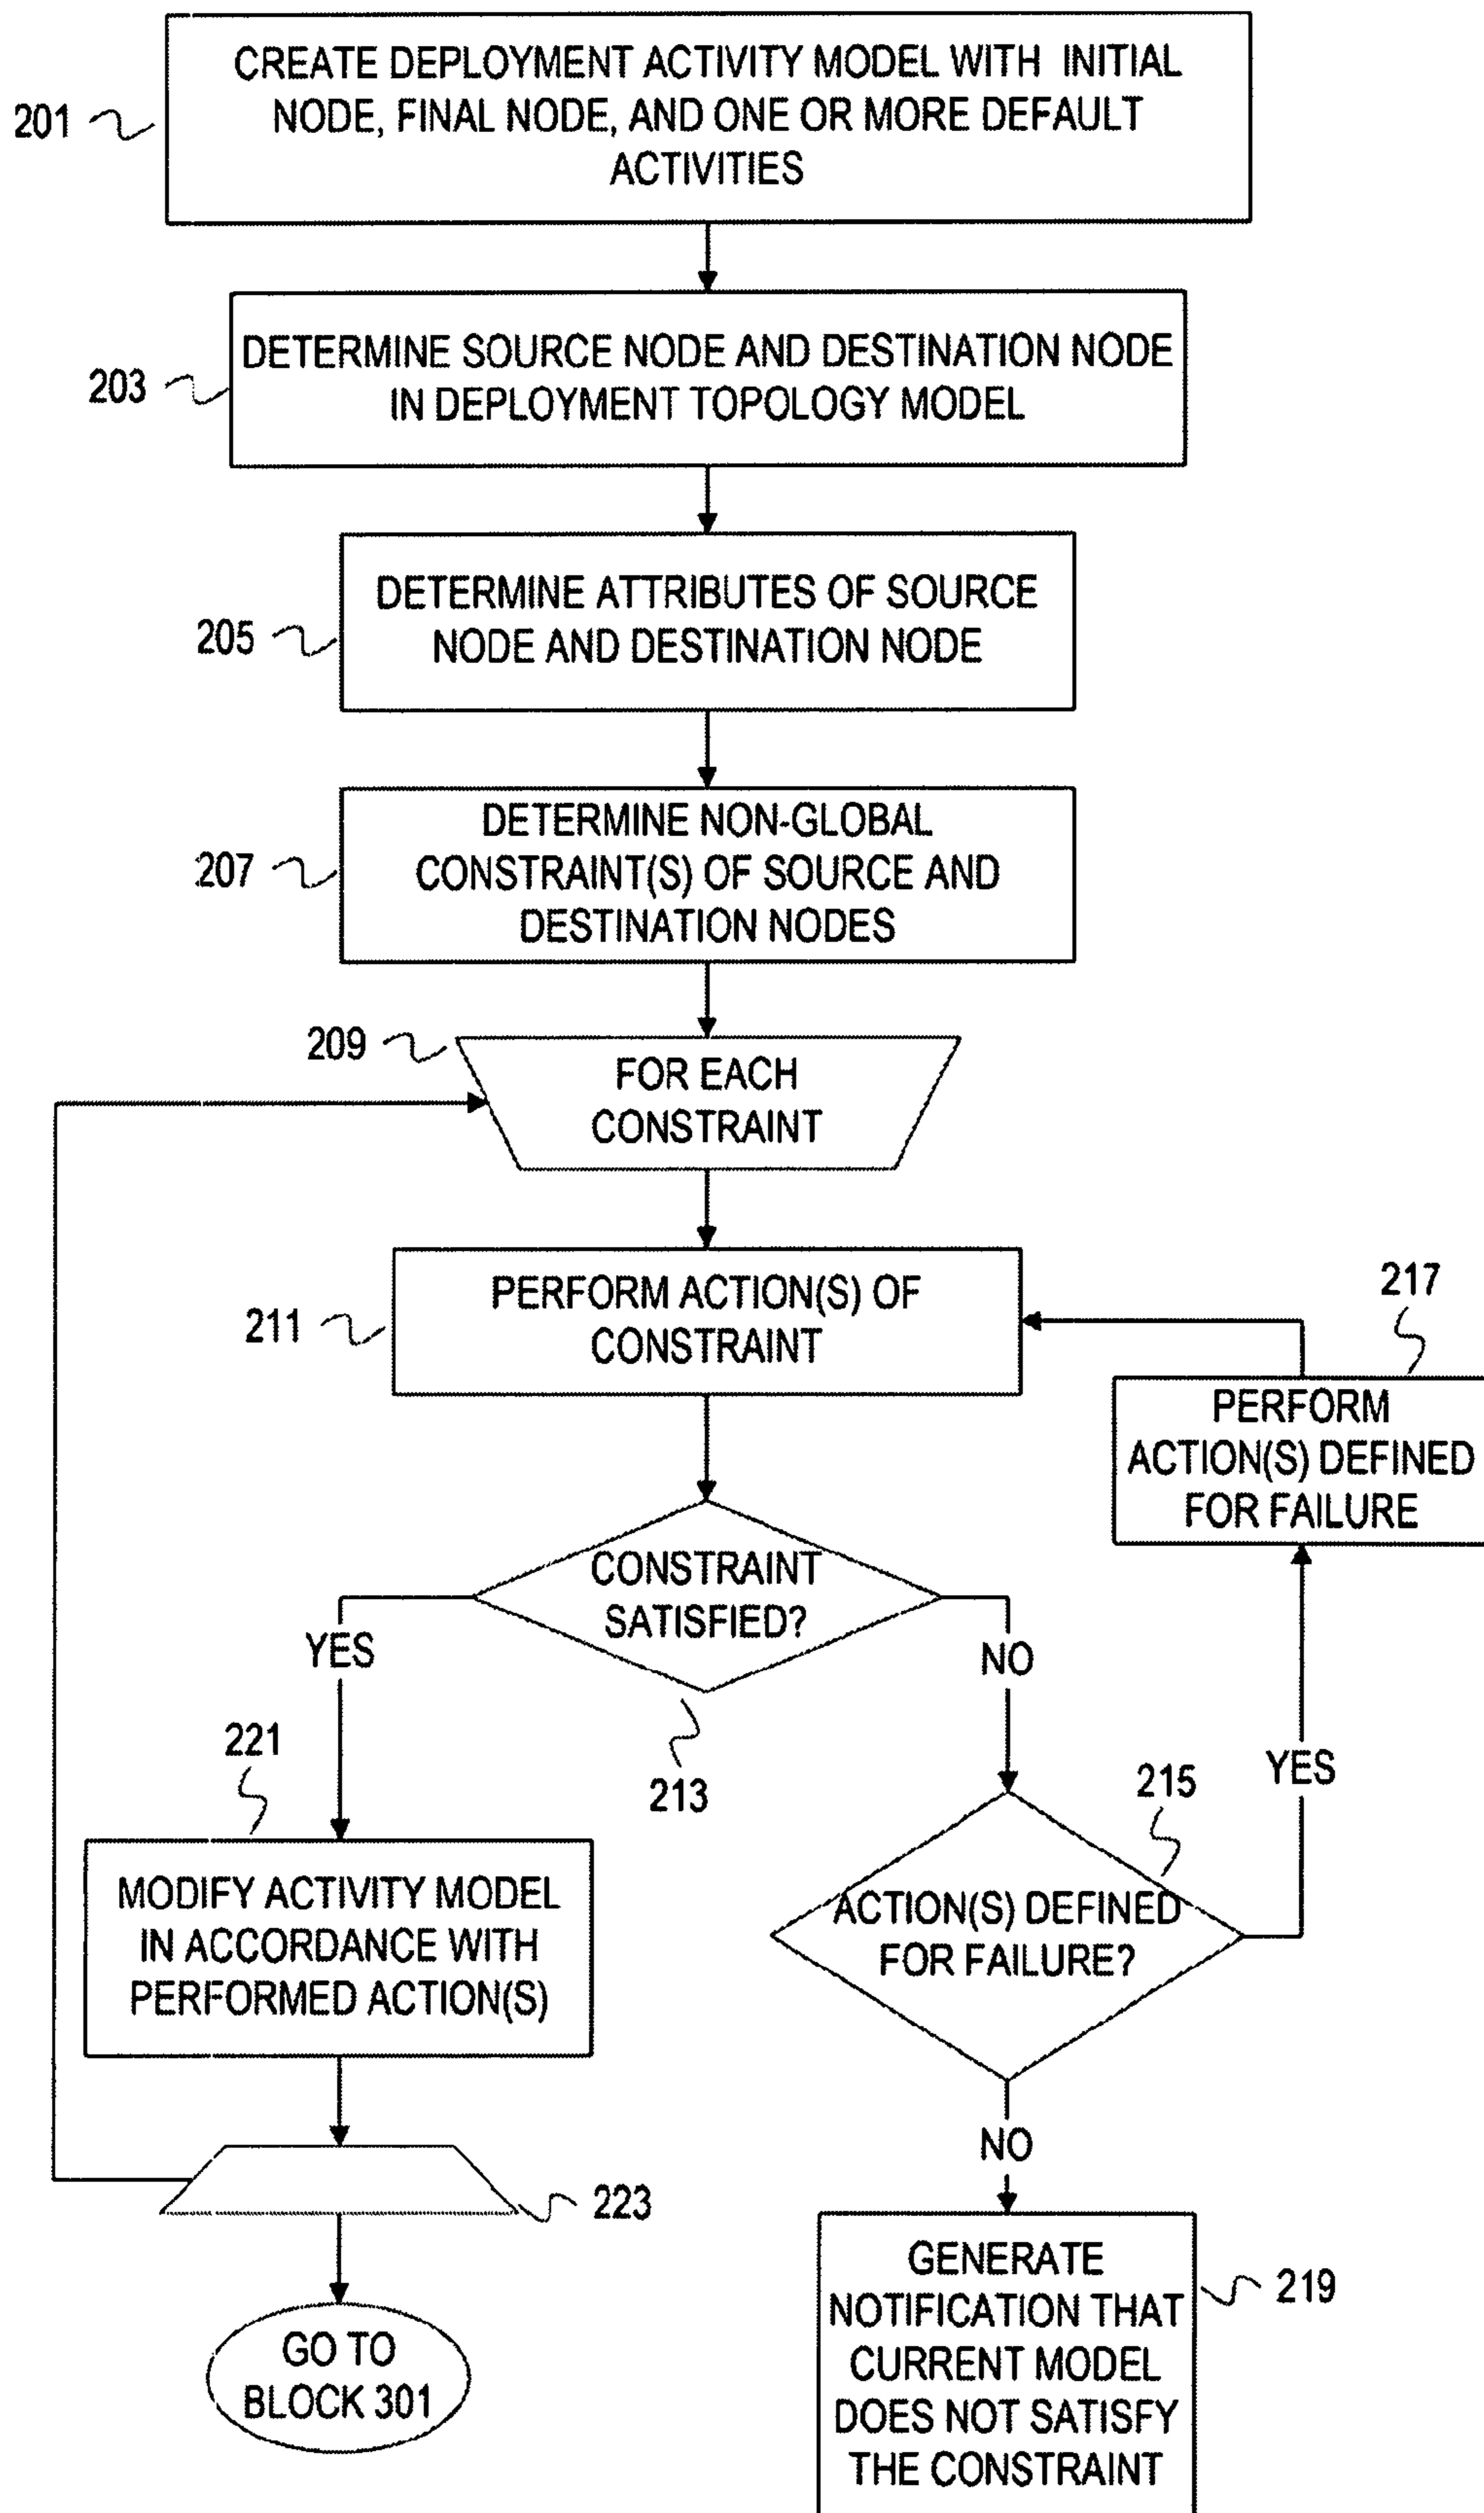 CREATE DEPLOYMENT ACTIVITY MODEL WITH INITIAL
NODE, FINAL NODE, AND ONE OR MORE DEFAULT
ACTIVITIES
201
DETERMINE SOURCE NODE AND DESTINATION NODE
IN DEPLOYMENT TOPOLOGY MODEL
203
DETERMINE ATTRIBUTES OF SOURCE
NODE AND DESTINATION NODE
205
DETERMINE NON-GLOBAL
CONSTRAINT(S) OF SOURCE AND
DESTINATION NODES
207
209
FOR EACH
CONSTRAINT
PERFORM ACTION(S) OF
CONSTRAINT
211
217
PERFORM
ACTION(S) DEFINED
FOR FAILURE
CONSTRAINT
SATISFIED?
YES
NO
213
221
215
YES
MODIFY ACTIVITY MODEL
IN ACCORDANCE WITH
PERFORMED ACTION(S)
ACTION(S) DEFINED
FOR FAILURE?
NO
223
GENERATE
NOTIFICATION THAT
CURRENT MODEL
DOES NOT SATISFY
THE CONSTRAINT
219
GO TO
BLOCK 301